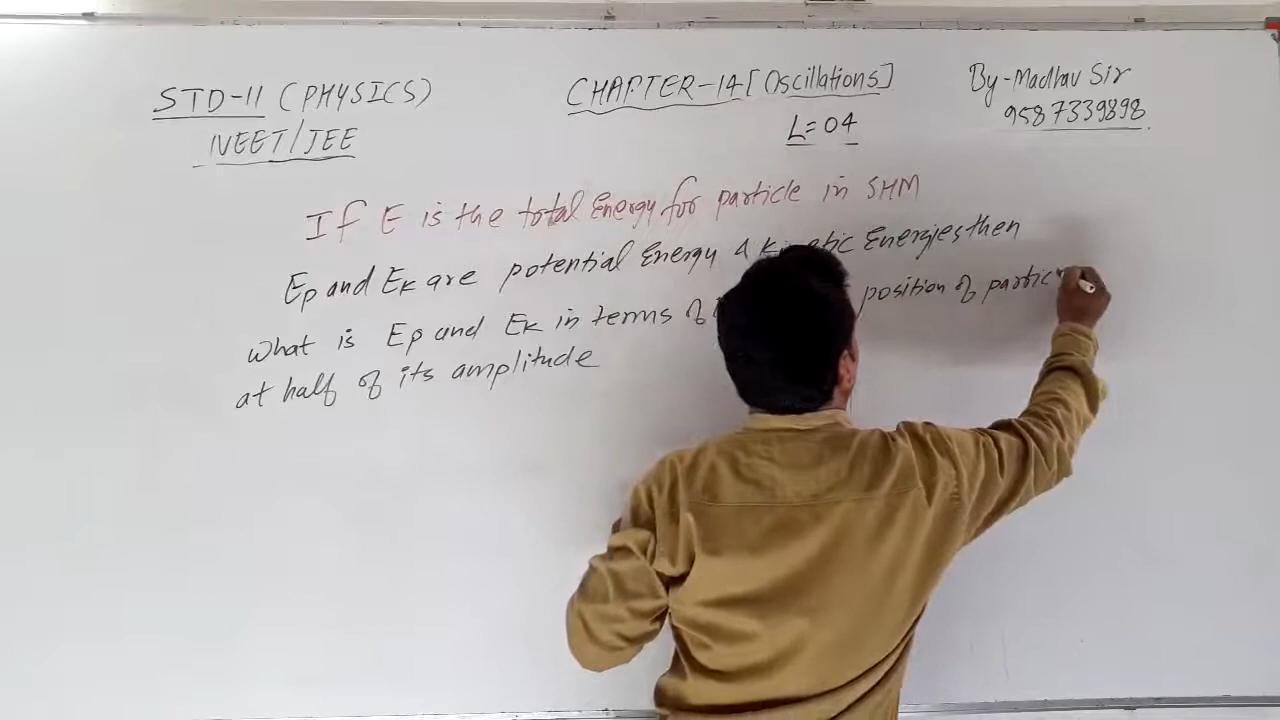 STD-11 (PHYSICS)
NEET/JEE
CHAPTER-14 [Oscillations]
L=04
By-Madhav Sir
9587339898
If E is the total Energy for particle in SHM
Ep and Ek are potential Energy & kinetic Energies then
what is Ep and Ek in terms of position of partic
at half of its amplitude